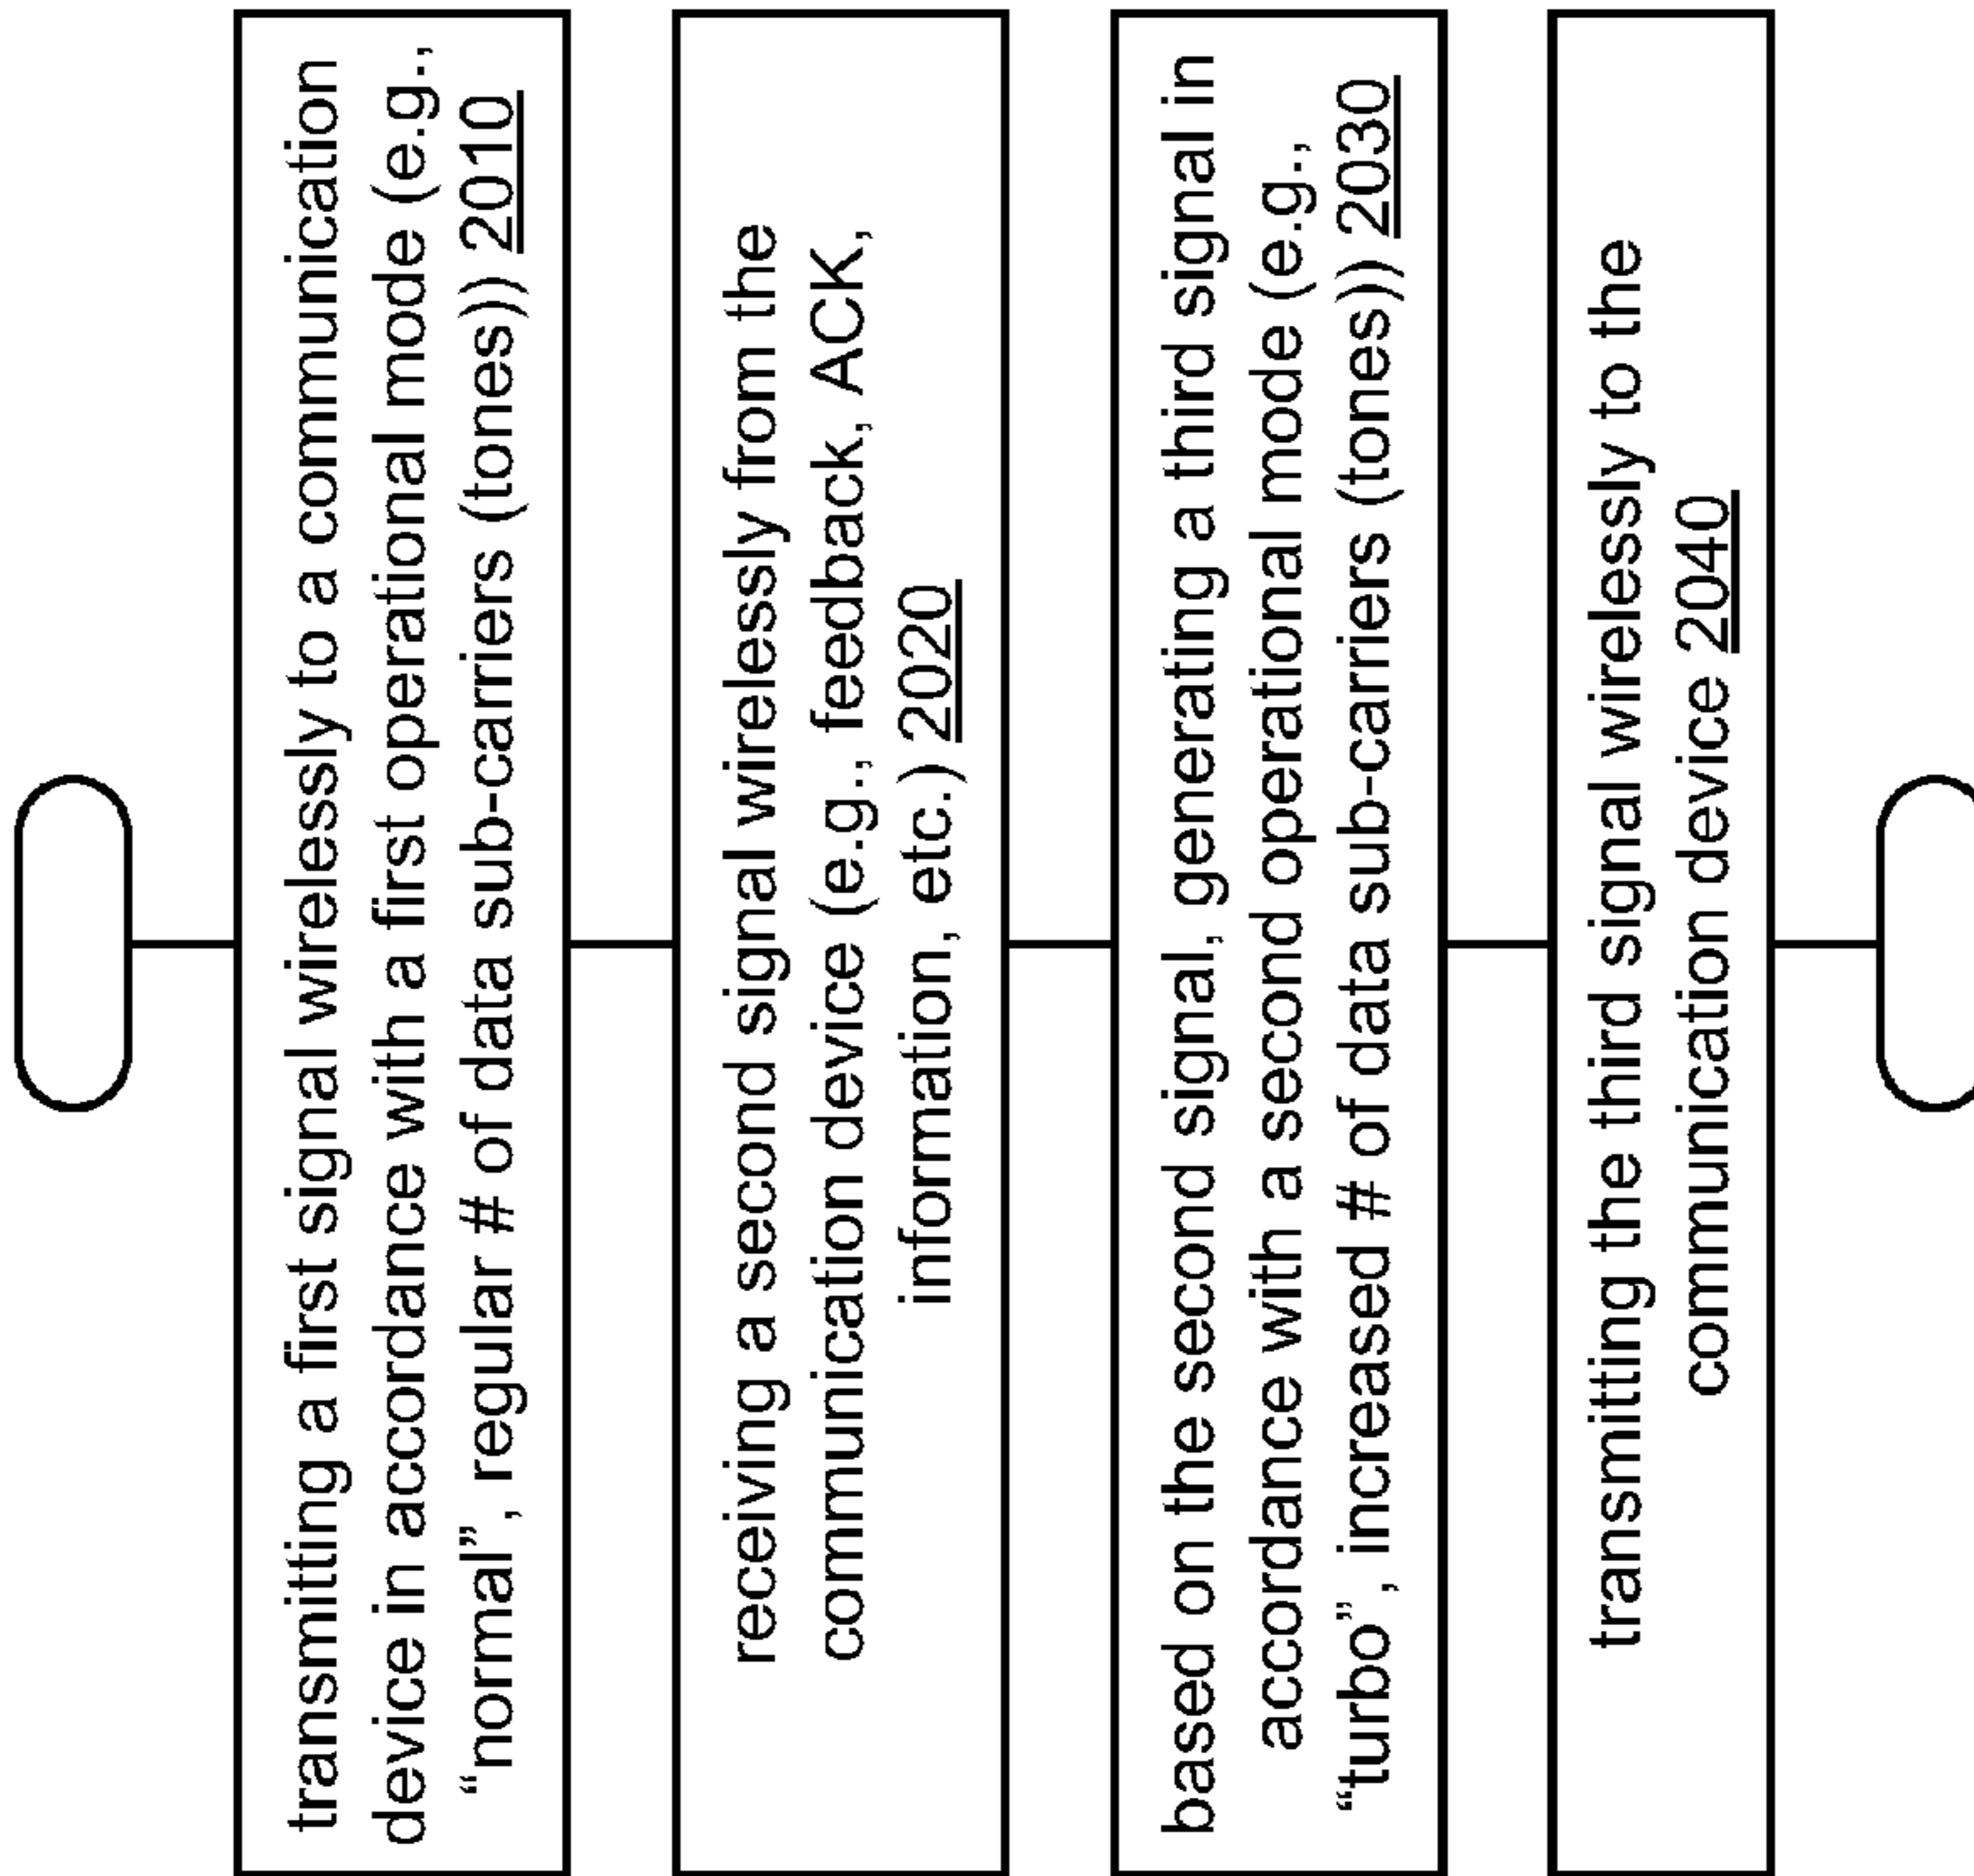 transmitting a first signal wirelessly to a communication
device in accordance with a first operational mode (e.g.,
“normal”, regular # of data sub-carriers (tones)) 2010
receiving a second signal wirelessly from the
communication device (e.g., feedback, ACK,
information, etc.) 2020
based on the second signal, generating a third signal in
accordance with a second operational mode (e.g.,
“turbo”, increased # of data sub-carriers (tones)) 2030
transmitting the third signal wirelessly to the
communication device 2040